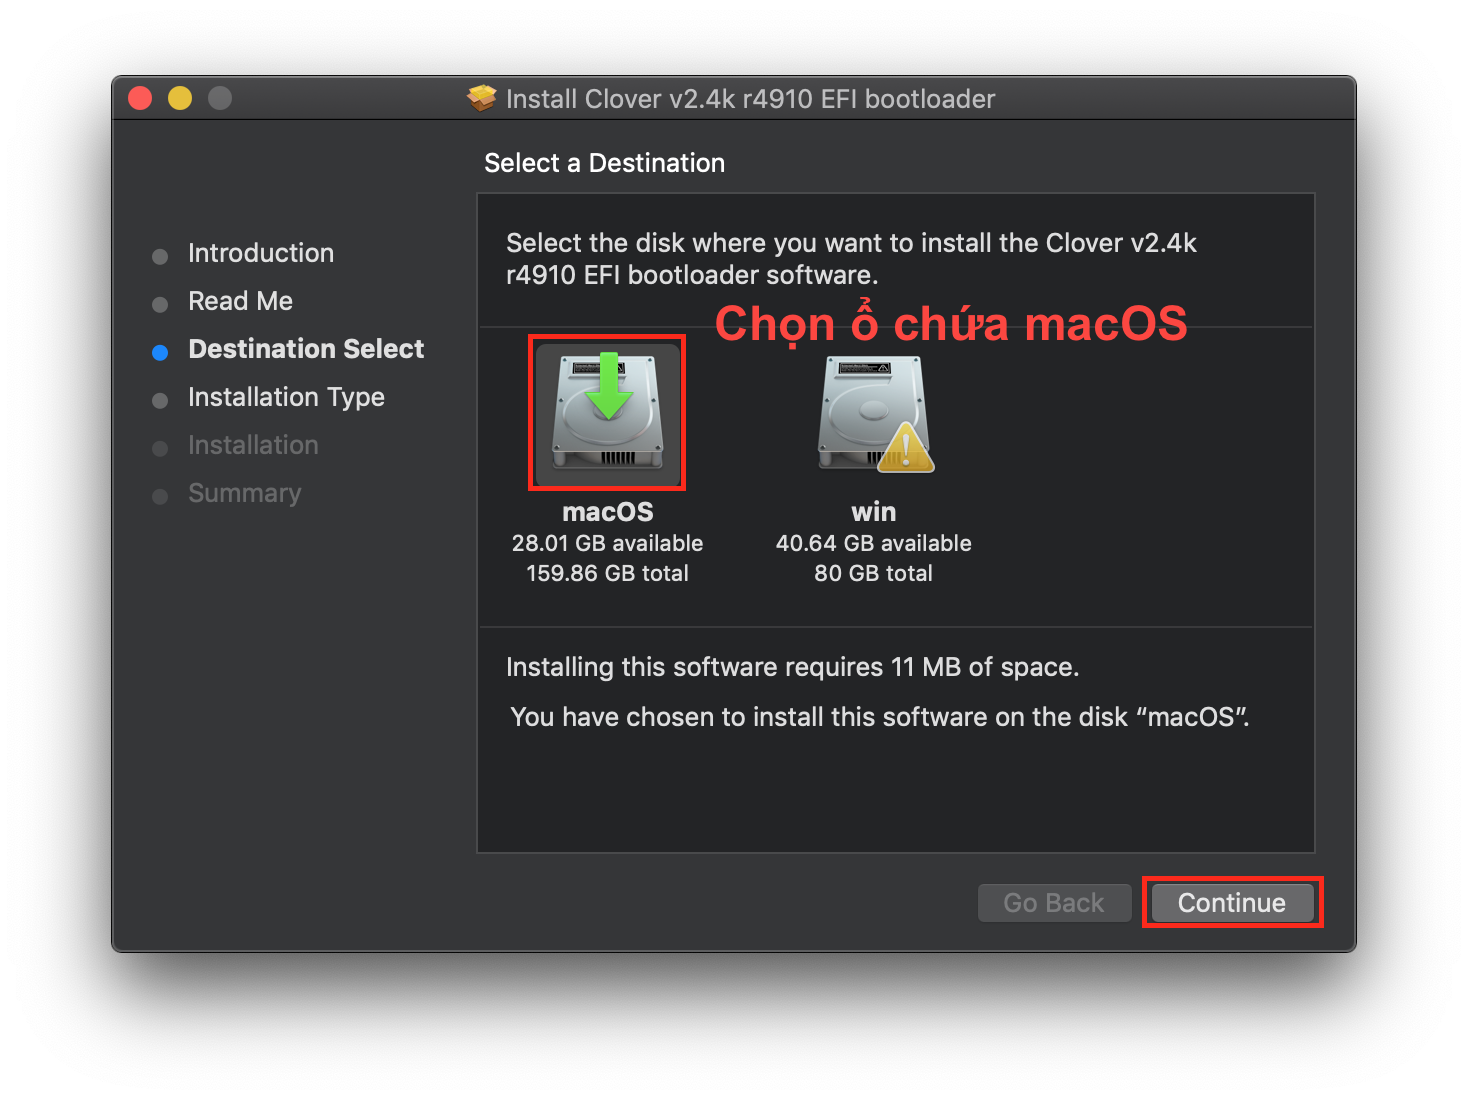 Install Clover v2.4k r4910 EFI bootloader
Select a Destination
Introduction
Read Me
Destination Select
Installation Type
Installation
Summary
Select the disk where you want to install the Clover v2.4k
r4910 EFI bootloader software.
Chọn ổ chứa macOS
macOS
28.01 GB available
159.86 GB total
win
40.64 GB available
80 GB total
Installing this software requires 11 MB of space.
You have chosen to install this software on the disk “macOS”.
Go Back
Continue